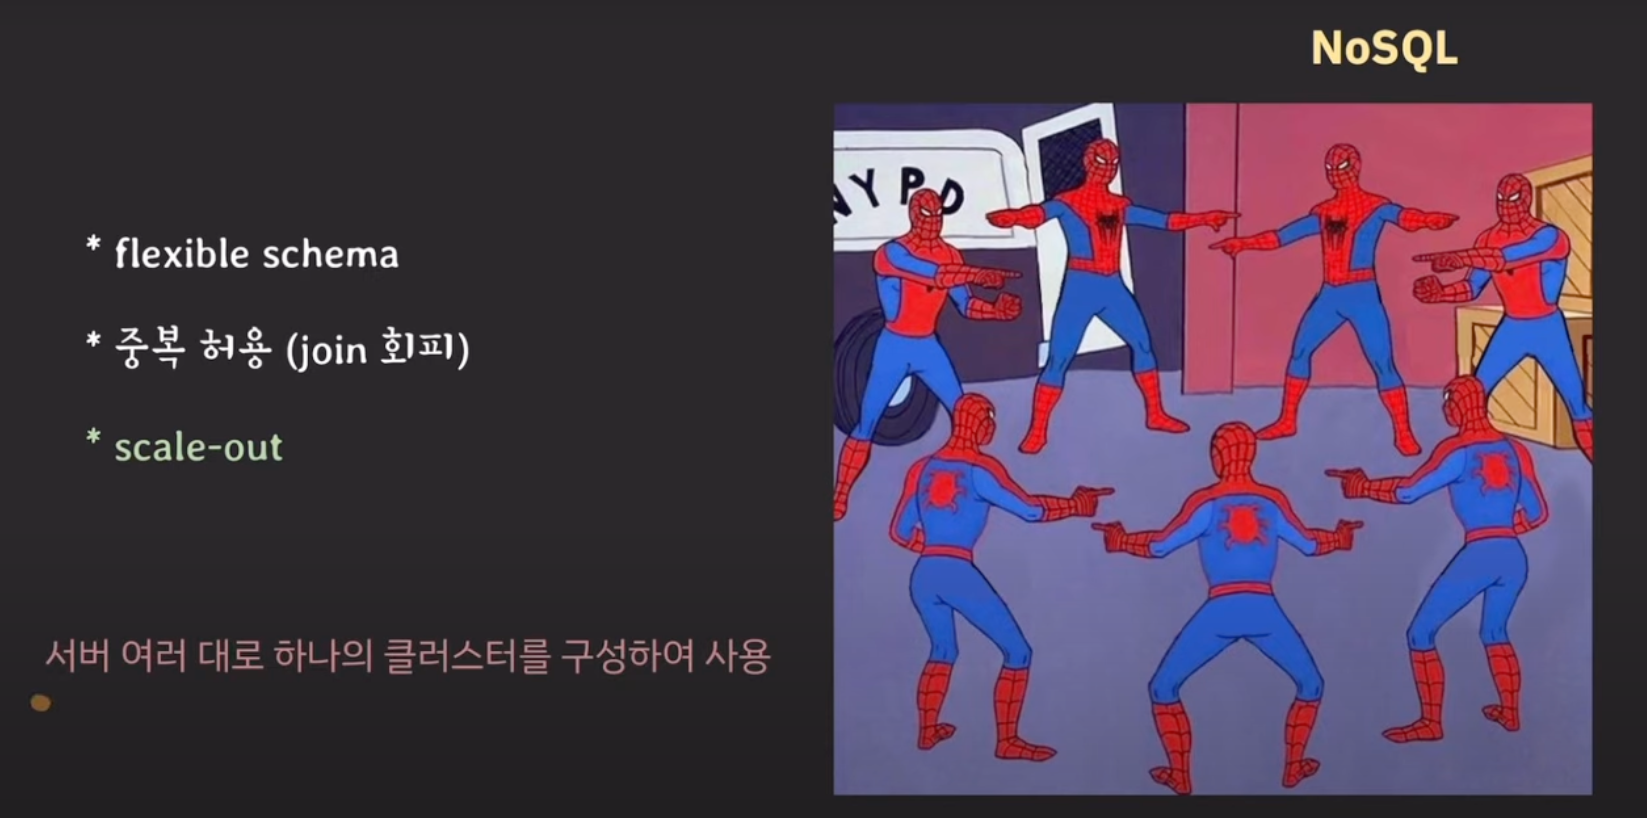 NoSQL
NYPD
* flexible schema
* 중복 허용 (join 회피)
* scale-out
서버 여러 대로 하나의 클러스터를 구성하여 사용